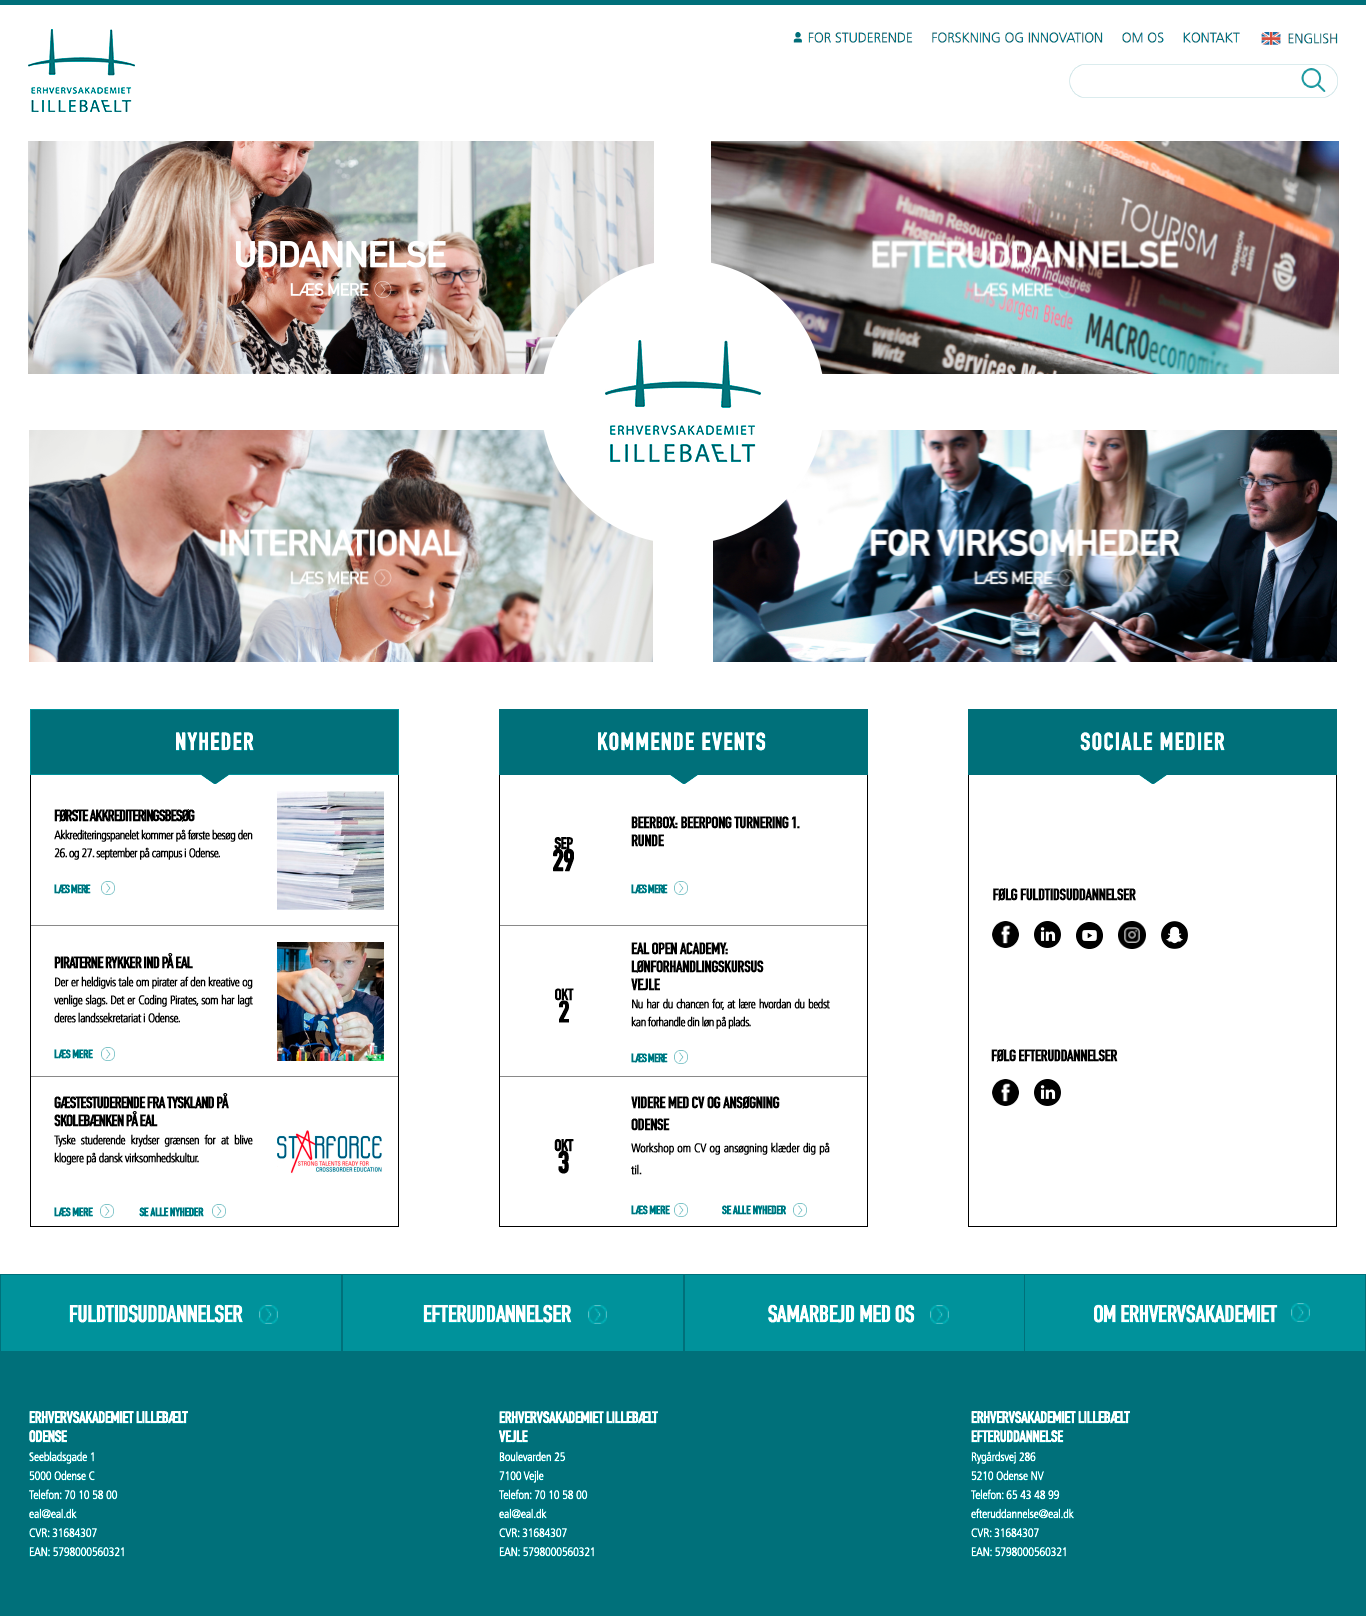 ERHVERVSAKADEMIET
LILLEBÆLT
FOR STUDERENDE
FORSKNING OG INNOVATION
OM OS
KONTAKT
ENGLISH
UDDANNELSE
LÆS MERE
Management Students
TOURISM
Human Resource
EFTERUDDANNELSE
LÆS MERE
Industries
Jørgen Biede
MACROeconomics
Lovelock
Wirtz
Services
ERHVERVSAKADEMIET
LILLEBÆLT
INTERNATIONAL
LÆS MERE
FOR VIRKSOMHEDER
LÆS MERE
NYHEDER
FØRSTE AKKREDITERINGSBESØG
Akkrediteringspanelet kommer på første besøg den
26. og 27. september på campus i Odense.
LÆS MERE
PIRATERNE RYKKER IND PÅ EAL
Der er heldigvis tale om pirater af den kreative og
venlige slags. Det er Coding Pirates, som har lagt
deres landssekretariat i Odense.
LÆS MERE
GÆSTESTUDERENDE FRA TYSKLAND PÅ
SKOLEBÆNKEN PÅ EAL
Tyske studerende krydser grænsen for at blive
klogere på dansk virksomhedskultur.
STARFORCE
STRONG TALENTS READY FOR
CROSSBORDER EDUCATION
LÆS MERE
SE ALLE NYHEDER
KOMMENDE EVENTS
SEP
29
BEERBOX: BEERPONG TURNERING 1.
RUNDE
LÆS MERE
OKT
2
EAL OPEN ACADEMY:
LØNFORHANDLINGSKURSUS
VEJLE
Nu har du chancen for, at lære hvordan du bedst
kan forhandle din løn på plads.
LÆS MERE
OKT
3
VIDERE MED CV OG ANSØGNING
ODENSE
Workshop om CV og ansøgning klæder dig på
til.
LÆS MERE
SE ALLE NYHEDER
SOCIALE MEDIER
FØLG FULDTIDSUDDANNELSER
FØLG EFTERUDDANNELSER
FULDTIDSUDDANNELSER
EFTERUDDANNELSER
SAMARBEJD MED OS
OM ERHVERVSAKADEMIET
ERHVERVSAKADEMIET LILLEBÆLT
ODENSE
Seebladsgade 1
5000 Odense C
Telefon: 70 10 58 00
eal@eal.dk
CVR: 31684307
EAN: 5798000560321
ERHVERVSAKADEMIET LILLEBÆLT
VEJLE
Boulevarden 25
7100 Vejle
Telefon: 70 10 58 00
eal@eal.dk
CVR: 31684307
EAN: 5798000560321
ERHVERVSAKADEMIET LILLEBÆLT
EFTERUDDANNELSE
Rygårdsvej 286
5210 Odense NV
Telefon: 65 43 48 99
efteruddannelse@eal.dk
CVR: 31684307
EAN: 5798000560321